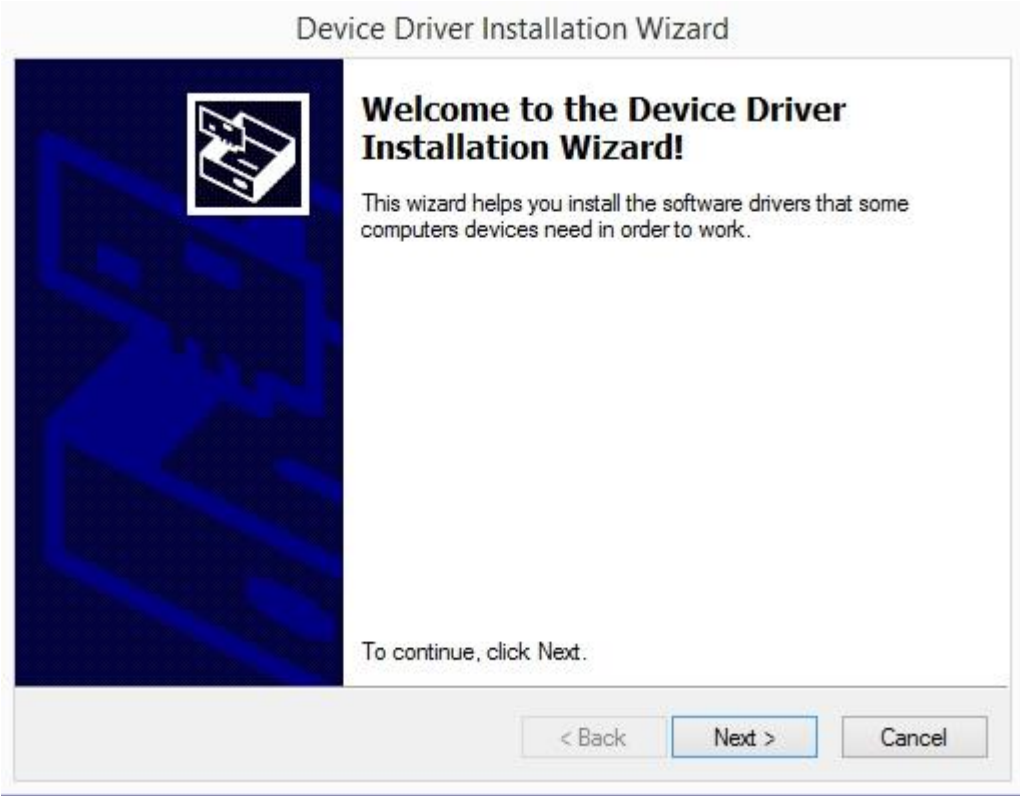 Device Driver Installation Wizard
Welcome to the Device Driver
Installation Wizard!
This wizard helps you install the software drivers that some
computers devices need in order to work.
To continue, click Next.
< Back
Next >
Cancel